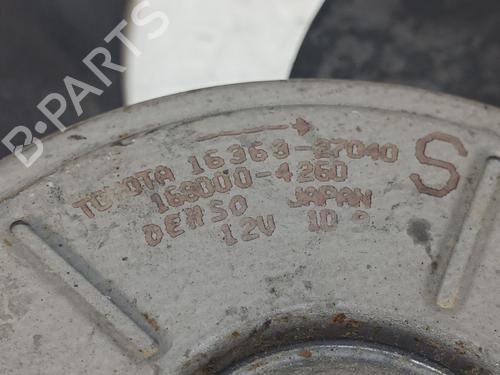 TOYOTA 16363-27040
168000-4260
DENSO JAPAN
12V 10 P
S
B-PARTS